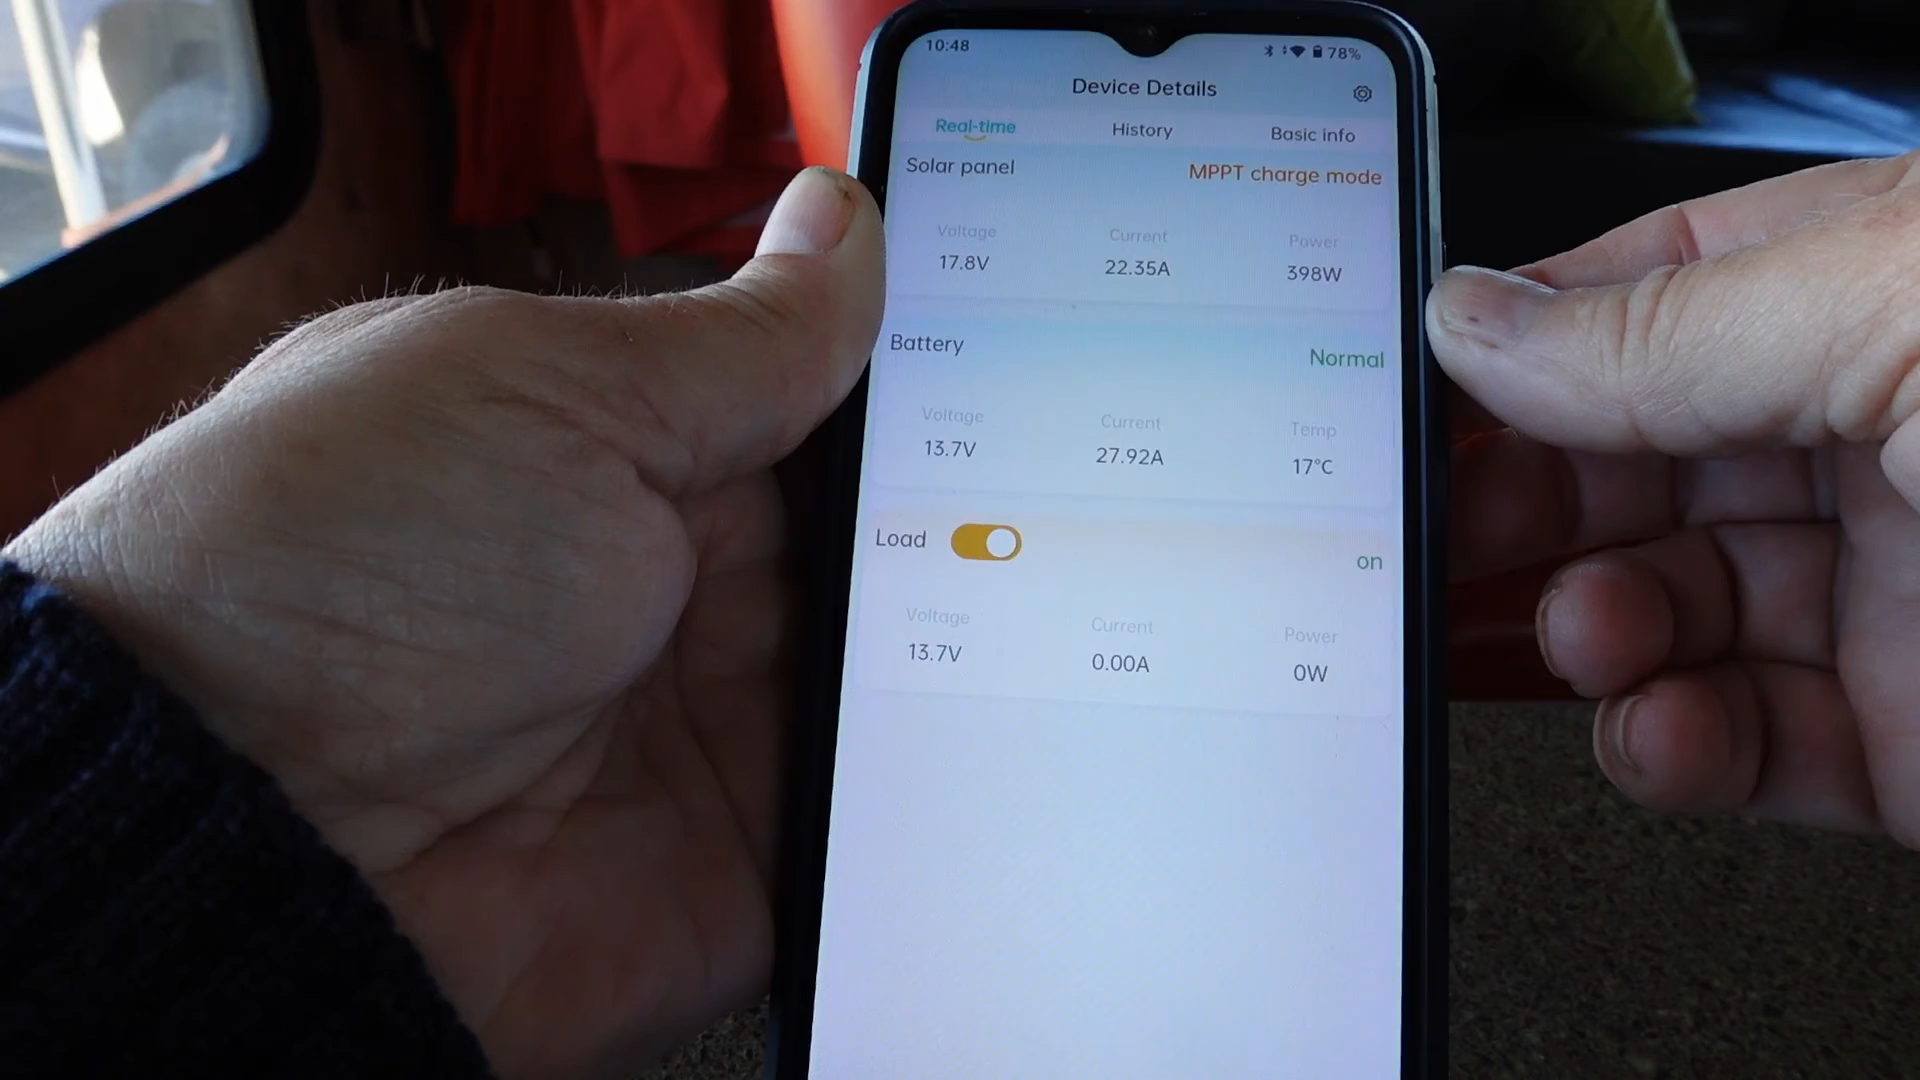 10:48 78%
Device Details
Real-time History Basic info
Solar panel MPPT charge mode
Voltage Current Power
17.8V 22.35A 398W
Battery Normal
Voltage Current Temp
13.7V 27.92A 17°C
Load on
Voltage Current Power
13.7V 0.00A 0W